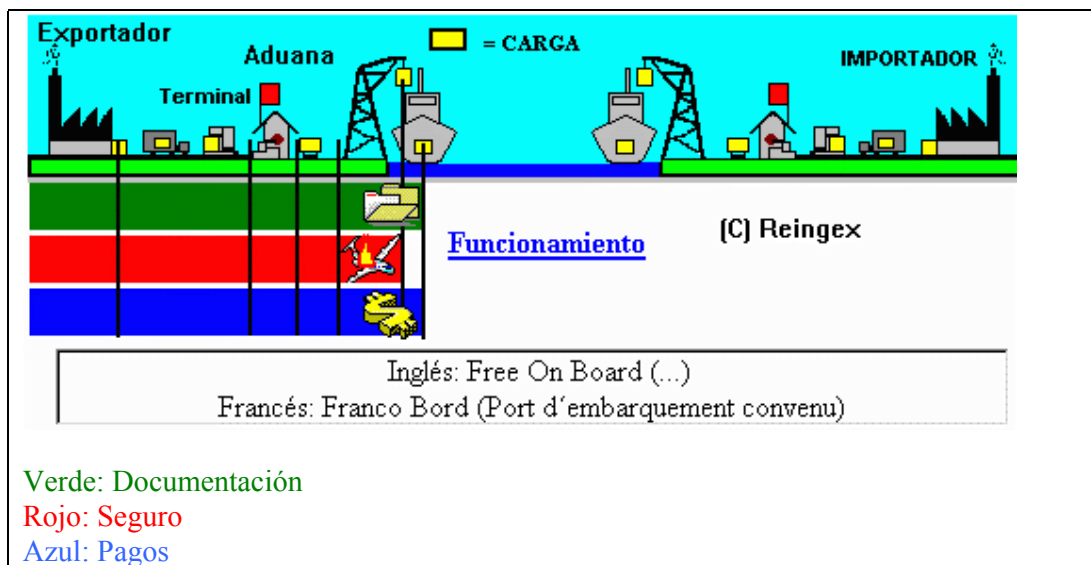 Exportador
Aduana
= CARGA
IMPORTADOR
Terminal
Funcionamiento
(C) Reingex
Inglés: Free On Board (...)
Francés: Franco Bord (Port d´embarquement convenu)
Verde: Documentación
Rojo: Seguro
Azul: Pagos